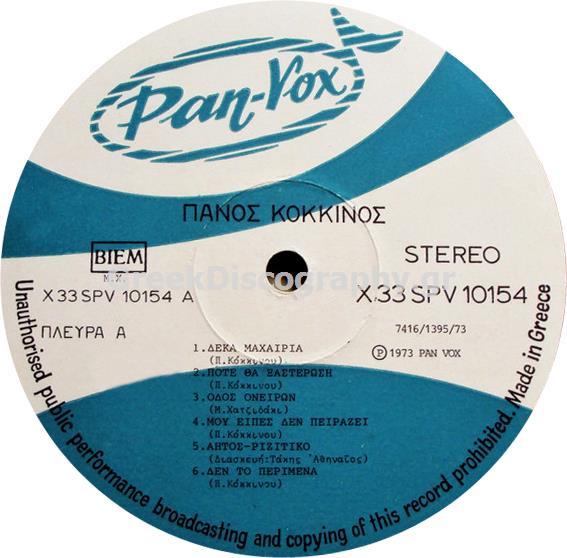 Pan-Vox
ΠΑΝΟΣ ΚΟΚΚΙΝΟΣ
BIEM
STEREO
GreekDiscography.gr
X 33 SPV 10154 A
X 33 SPV 10154
ΠΛΕΥΡΑ Α
7416/1395/73
Ⓟ 1973 PAN VOX
1.ΔΕΚΑ ΜΑΧΑΙΡΙΑ
(Π.Κόκκινου)
2.ΠΟΤΕ ΘΑ ΞΑΣΤΕΡΩΣΗ
(Π.Κόκκινου)
3.ΟΔΟΣ ΟΝΕΙΡΩΝ
(Μ.Χατζιδάκι)
4.ΜΟΥ ΕΙΠΕΣ ΔΕΝ ΠΕΙΡΑΖΕΙ
(Π.Κόκκινου)
5.ΑΗΤΟΣ-ΡΙΖΙΤΙΚΟ
(Διασκευή:Τάκης Ἀθηναῖος)
6.ΔΕΝ ΤΟ ΠΕΡΙΜΕΝΑ
(Π.Κόκκινου)
Unauthorised public performance broadcasting and copying of this record prohibited. Made in Greece